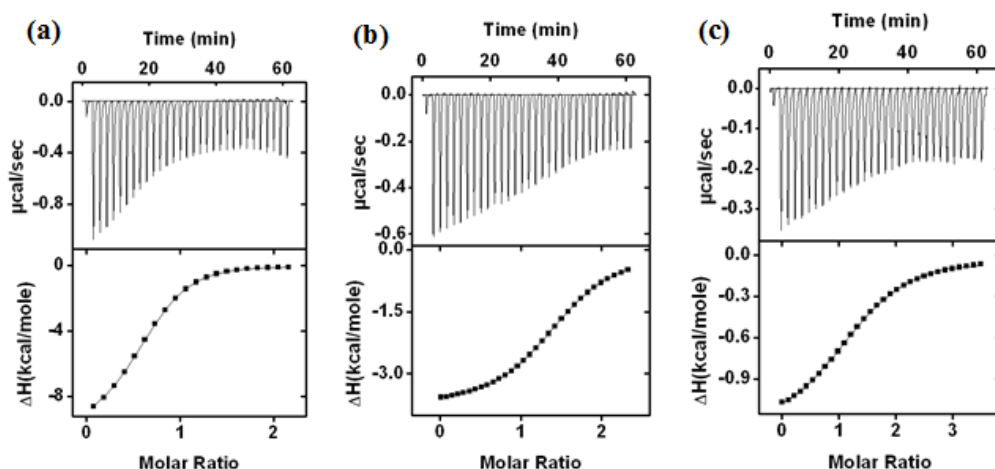 (a)
Time (min)
0 20 40 60
0.0
-0.4
-0.8
µcal/sec
0
-4
-8
ΔH(kcal/mole)
0 1 2
Molar Ratio
(b)
Time (min)
0 20 40 60
0.0
-0.2
-0.4
-0.6
µcal/sec
0.0
-1.5
-3.0
ΔH(kcal/mole)
0 1 2
Molar Ratio
(c)
Time (min)
0 20 40 60
0.0
-0.1
-0.2
-0.3
µcal/sec
0.0
-0.3
-0.6
-0.9
ΔH(kcal/mole)
0 1 2 3
Molar Ratio